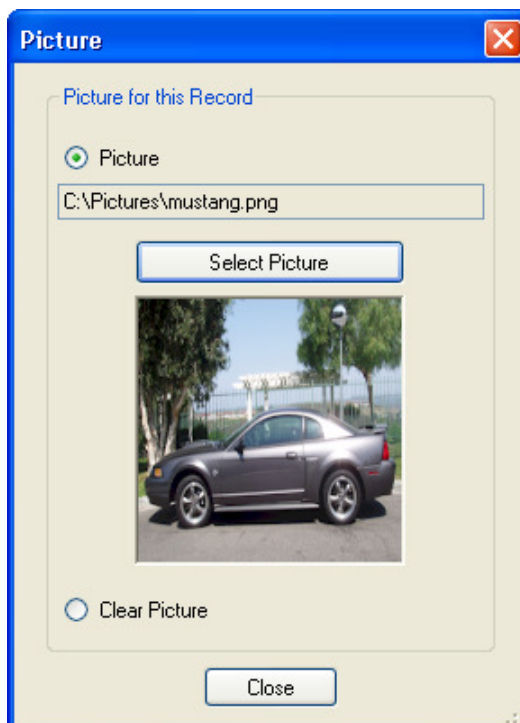 Picture
Picture for this Record
Picture
C:\Pictures\mustang.png
Select Picture
Clear Picture
Close